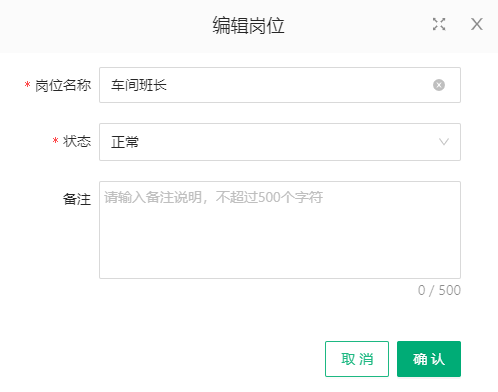 编辑岗位
* 岗位名称
车间班长
* 状态
正常
备注
请输入备注说明，不超过500个字符
0 / 500
取 消
确 认